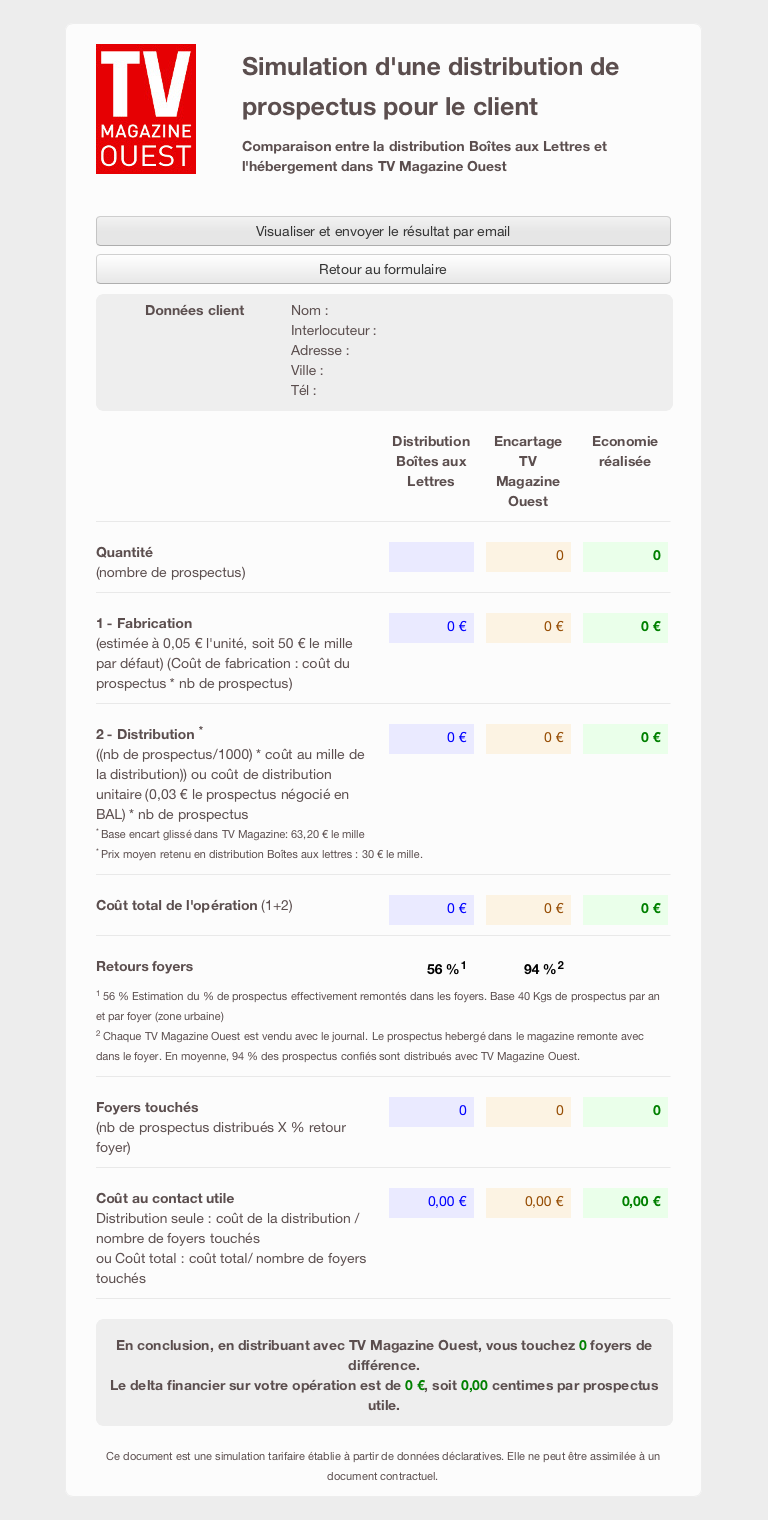 TV
MAGAZINE
OUEST
Simulation d'une distribution de
prospectus pour le client
Comparaison entre la distribution Boîtes aux Lettres et
l'hébergement dans TV Magazine Ouest
Visualiser et envoyer le résultat par email
Retour au formulaire
Données client
Nom :
Interlocuteur :
Adresse :
Ville :
Tél :
Distribution
Boîtes aux
Lettres
Encartage
TV
Magazine
Ouest
Economie
réalisée
Quantité
(nombre de prospectus)
0
0
1 - Fabrication
(estimée à 0,05 € l'unité, soit 50 € le mille
par défaut) (Coût de fabrication : coût du
prospectus * nb de prospectus)
0 €
0 €
0 €
2 - Distribution *
((nb de prospectus/1000) * coût au mille de
la distribution)) ou coût de distribution
unitaire (0,03 € le prospectus négocié en
BAL) * nb de prospectus
* Base encart glissé dans TV Magazine: 63,20 € le mille
* Prix moyen retenu en distribution Boîtes aux lettres : 30 € le mille.
0 €
0 €
0 €
Coût total de l'opération (1+2)
0 €
0 €
0 €
Retours foyers
56 %1
94 %2
1 56 % Estimation du % de prospectus effectivement remontés dans les foyers. Base 40 Kgs de prospectus par an
et par foyer (zone urbaine)
2 Chaque TV Magazine Ouest est vendu avec le journal. Le prospectus hebergé dans le magazine remonte avec
dans le foyer. En moyenne, 94 % des prospectus confiés sont distribués avec TV Magazine Ouest.
Foyers touchés
(nb de prospectus distribués X % retour
foyer)
0
0
0
Coût au contact utile
Distribution seule : coût de la distribution /
nombre de foyers touchés
ou Coût total : coût total/ nombre de foyers
touchés
0,00 €
0,00 €
0,00 €
En conclusion, en distribuant avec TV Magazine Ouest, vous touchez 0 foyers de
différence.
Le delta financier sur votre opération est de 0 €, soit 0,00 centimes par prospectus
utile.
Ce document est une simulation tarifaire établie à partir de données déclaratives. Elle ne peut être assimilée à un
document contractuel.